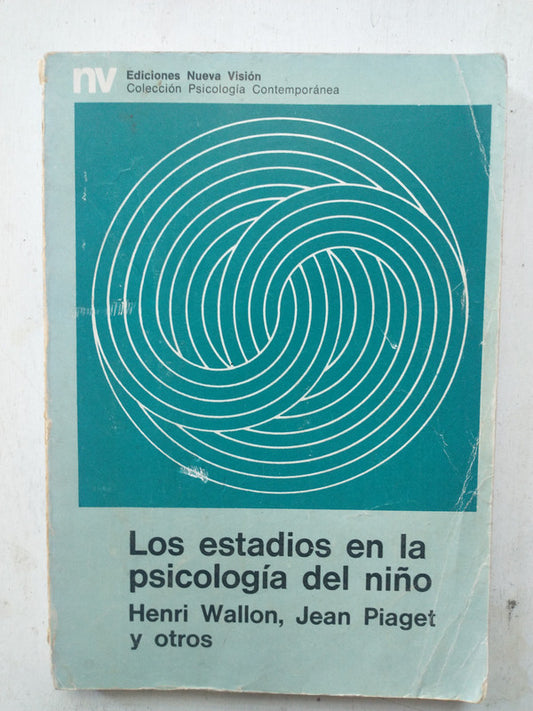 nv
Ediciones Nueva Visión
Colección Psicología Contemporánea
Los estadios en la
psicología del niño
Henri Wallon, Jean Piaget
y otros